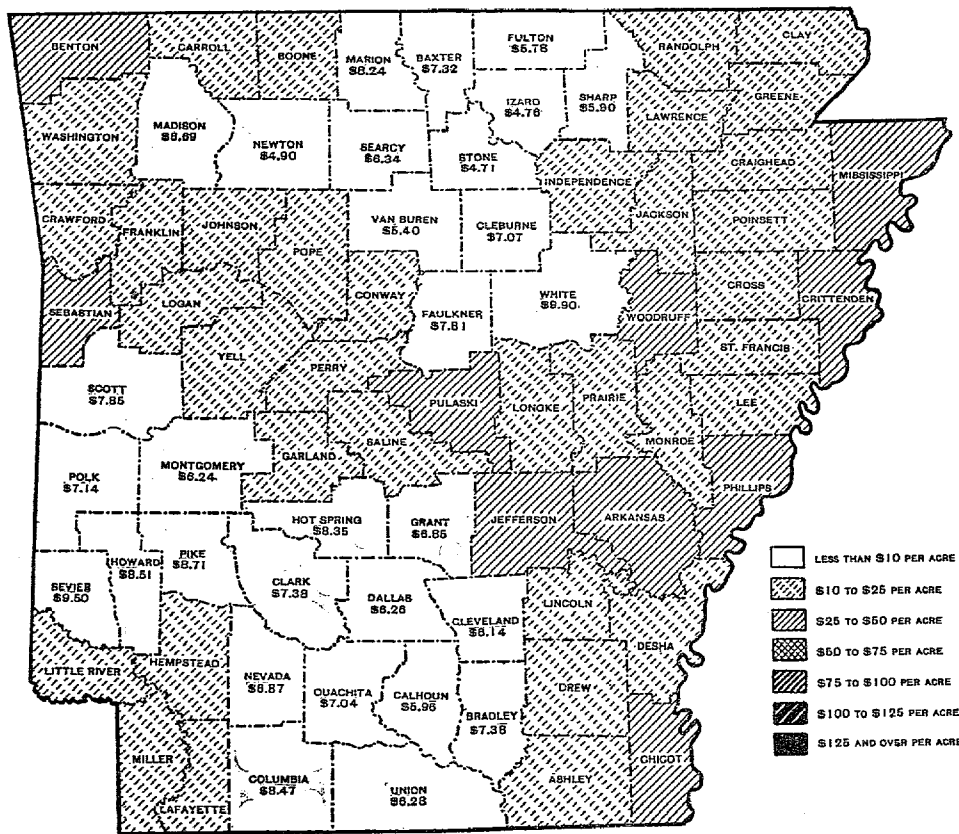 BENTON
CARROLL
BOONE
MARION
$8.24
BAXTER
$7.32
FULTON
$5.78
RANDOLPH
CLAY
WASHINGTON
MADISON
$8.69
NEWTON
$4.90
SEARCY
$6.34
STONE
$4.71
IZARD
$4.76
SHARP
$5.90
LAWRENCE
GREENE
CRAIGHEAD
MISSISSIPPI
INDEPENDENCE
CRAWFORD
FRANKLIN
JOHNSON
POPE
VAN BUREN
$5.40
CLEBURNE
$7.07
JACKSON
POINSETT
SEBASTIAN
LOGAN
CONWAY
FAULKNER
$7.81
WHITE
$9.90
WOODRUFF
CROSS
CRITTENDEN
ST. FRANCIS
SCOTT
$7.85
YELL
PERRY
PULASKI
LONOKE
PRAIRIE
MONROE
LEE
PHILLIPS
POLK
$7.14
MONTGOMERY
$6.24
GARLAND
SALINE
HOT SPRING
$8.35
GRANT
$6.85
JEFFERSON
ARKANSAS
SEVIER
$9.50
HOWARD
$8.51
PIKE
$8.71
CLARK
$7.38
DALLAS
$6.26
CLEVELAND
$8.14
LINCOLN
DESHA
LITTLE RIVER
HEMPSTEAD
NEVADA
$6.87
OUACHITA
$7.04
CALHOUN
$5.96
BRADLEY
$7.36
DREW
MILLER
LAFAYETTE
COLUMBIA
$8.47
UNION
$6.28
ASHLEY
CHICOT
LESS THAN $10 PER ACRE
$10 TO $25 PER ACRE
$25 TO $50 PER ACRE
$50 TO $75 PER ACRE
$75 TO $100 PER ACRE
$100 TO $125 PER ACRE
$125 AND OVER PER ACRE